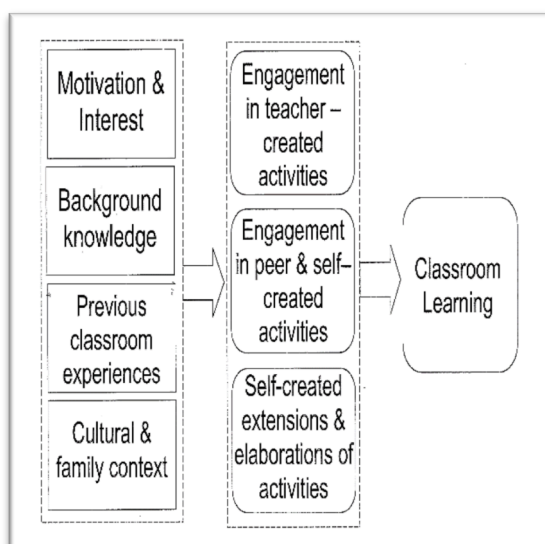 Motivation &
Interest
Background
knowledge
Previous
classroom
experiences
Cultural &
family context
Engagement
in teacher –
created
activities
Engagement
in peer & self–
created
activities
Self-created
extensions &
elaborations of
activities
Classroom
Learning